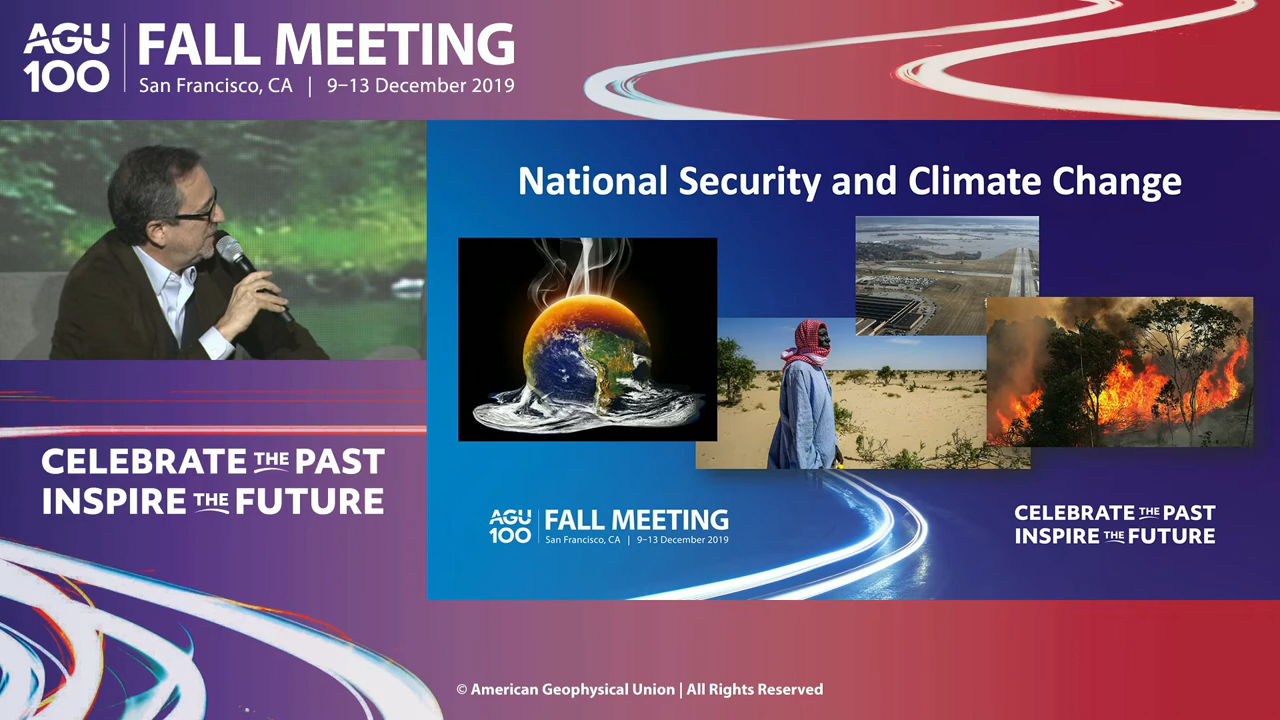 AGU 100 | FALL MEETING
San Francisco, CA | 9–13 December 2019
National Security and Climate Change
CELEBRATE THE PAST
INSPIRE THE FUTURE
AGU 100 | FALL MEETING
San Francisco, CA | 9–13 December 2019
CELEBRATE THE PAST
INSPIRE THE FUTURE
© American Geophysical Union | All Rights Reserved